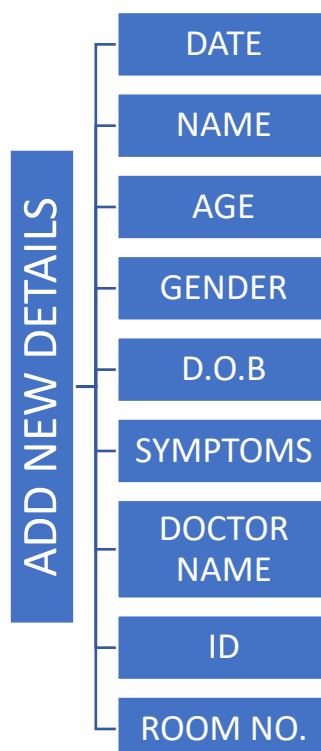 ADD NEW DETAILS
DATE
NAME
AGE
GENDER
D.O.B
SYMPTOMS
DOCTOR
NAME
ID
ROOM NO.